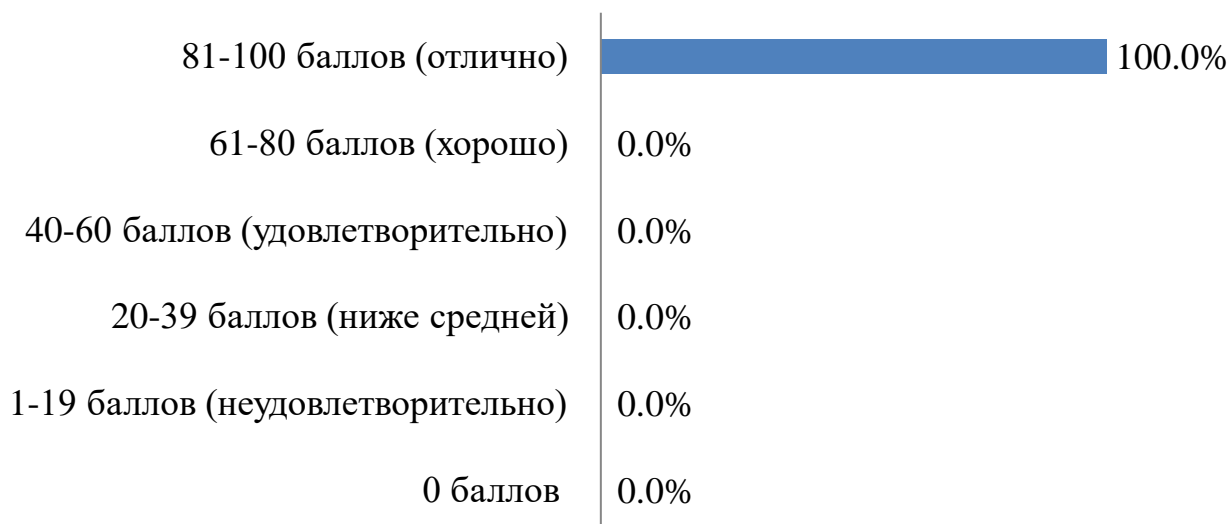 81-100 баллов (отлично) 100.0%
61-80 баллов (хорошо) 0.0%
40-60 баллов (удовлетворительно) 0.0%
20-39 баллов (ниже средней) 0.0%
1-19 баллов (неудовлетворительно) 0.0%
0 баллов 0.0%